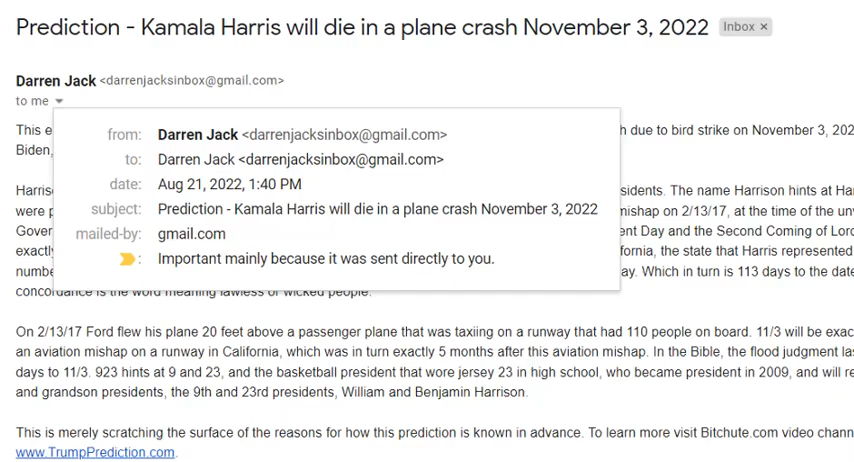 Prediction - Kamala Harris will die in a plane crash November 3, 2022 Inbox ×
Darren Jack <darrenjacksinbox@gmail.com>
to me
from: Darren Jack <darrenjacksinbox@gmail.com>
to: Darren Jack <darrenjacksinbox@gmail.com>
date: Aug 21, 2022, 1:40 PM
subject: Prediction - Kamala Harris will die in a plane crash November 3, 2022
mailed-by: gmail.com
: Important mainly because it was sent directly to you.
This due to bird strike on November 3,
Biden,
sidents. The name Harrison hints at
were mishap on 2/13/17, at the time of the
Gover ent Day and the Second Coming of
exactly fornia, the state that Harris represented
numbe ay. Which in turn is 113 days to the date
concordance is the word meaning lawless or wicked people.
On 2/13/17 Ford flew his plane 20 feet above a passenger plane that was taxiing on a runway that had 110 people on board. 11/3 will be exac
an aviation mishap on a runway in California, which was in turn exactly 5 months after this aviation mishap. In the Bible, the flood judgment las
days to 11/3. 923 hints at 9 and 23, and the basketball president that wore jersey 23 in high school, who became president in 2009, and will re
and grandson presidents, the 9th and 23rd presidents, William and Benjamin Harrison.
This is merely scratching the surface of the reasons for how this prediction is known in advance. To learn more visit Bitchute.com video chann
www.TrumpPrediction.com.